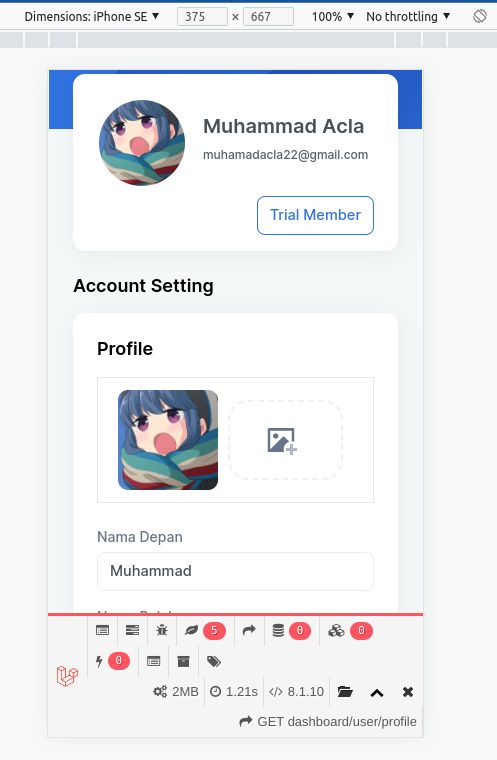 Dimensions: iPhone SE ▼ 375 × 667 100% ▼ No throttling ▼
Muhammad Acla
muhamadacla22@gmail.com
Trial Member
Account Setting
Profile
Nama Depan
Muhammad
5 0 0
0
2MB 1.21s 8.1.10
GET dashboard/user/profile